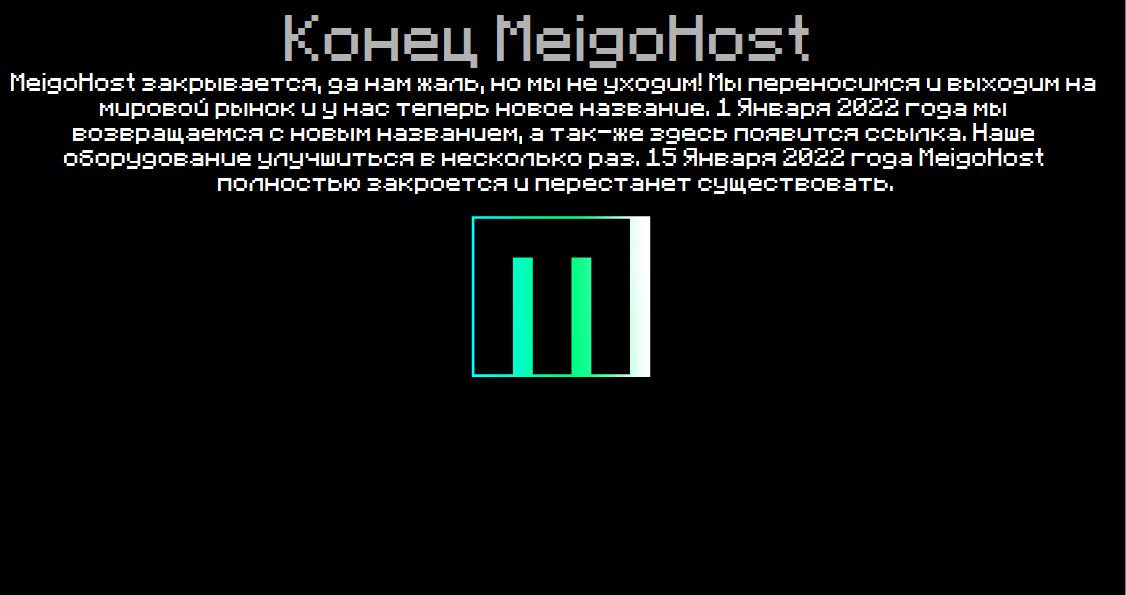 Конец MeigoHost
MeigoHost закрывается, да нам жаль, но мы не уходим! Мы переносимся и выходим на
мировой рынок и у нас теперь новое название. 1 Января 2022 года мы
возвращаемся с новым названием, а так-же здесь появится ссылка. Наше
оборудование улучшиться в несколько раз. 15 Января 2022 года MeigoHost
полностью закроется и перестанет существовать.